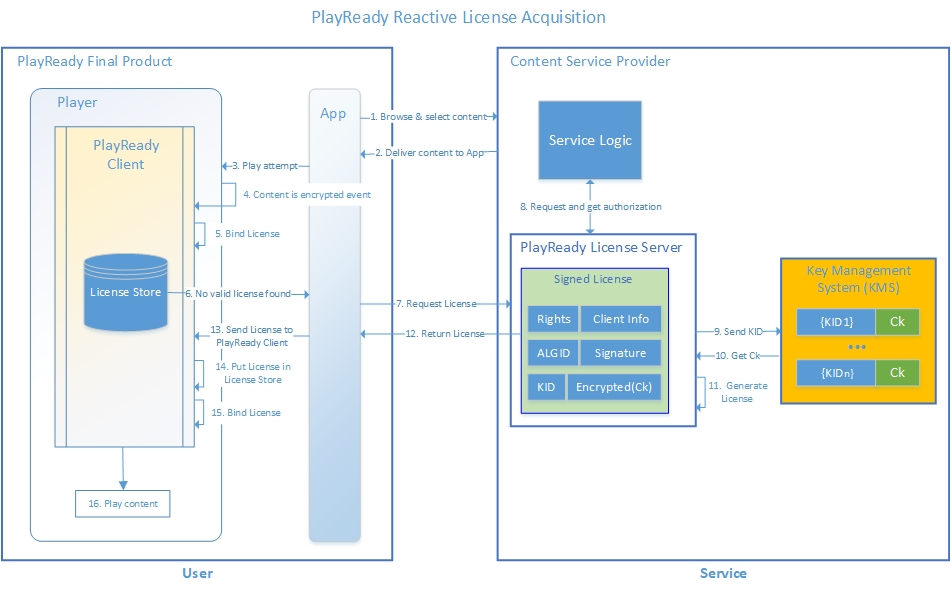 PlayReady Reactive License Acquisition
PlayReady Final Product
Player
PlayReady
Client
App
1. Browse & select content
2. Deliver content to App
3. Play attempt
4. Content is encrypted event
5. Bind License
License Store
6. No valid license found
13. Send License to
PlayReady Client
14. Put License in
License Store
15. Bind License
16. Play content
User
7. Request License
12. Return License
Content Service Provider
Service Logic
8. Request and get authorization
PlayReady License Server
Signed License
Rights
Client Info
ALGID
Signature
KID
Encrypted(Ck)
9. Send KID
10. Get Ck
11. Generate
License
Key Management
System (KMS)
{KID1}
Ck
...
{KIDn}
Ck
Service